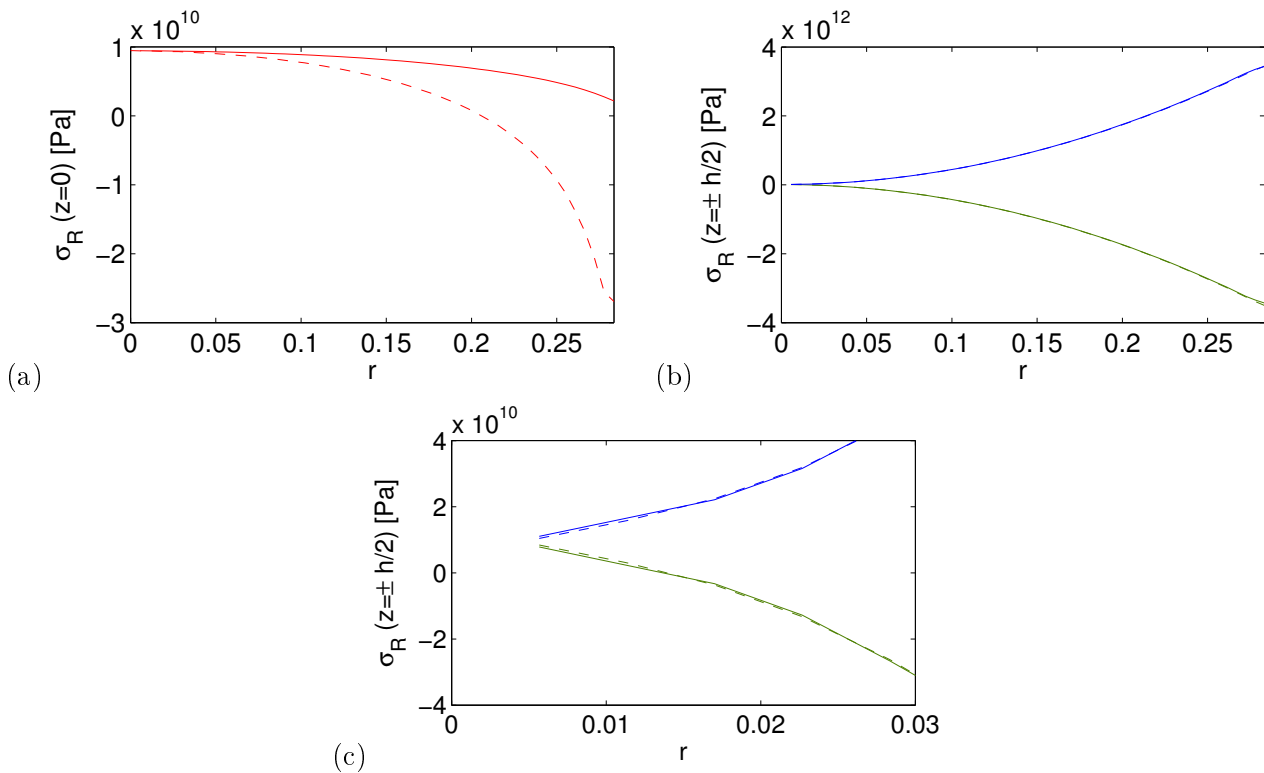 x 10^10
1
0
−1
−2
−3
σ_R (z=0) [Pa]
0 0.05 0.1 0.15 0.2 0.25
r
(a)
x 10^12
4
2
0
−2
−4
σ_R (z=± h/2) [Pa]
0 0.05 0.1 0.15 0.2 0.25
r
(b)
x 10^10
4
2
0
−2
−4
σ_R (z=± h/2) [Pa]
0 0.01 0.02 0.03
r
(c)